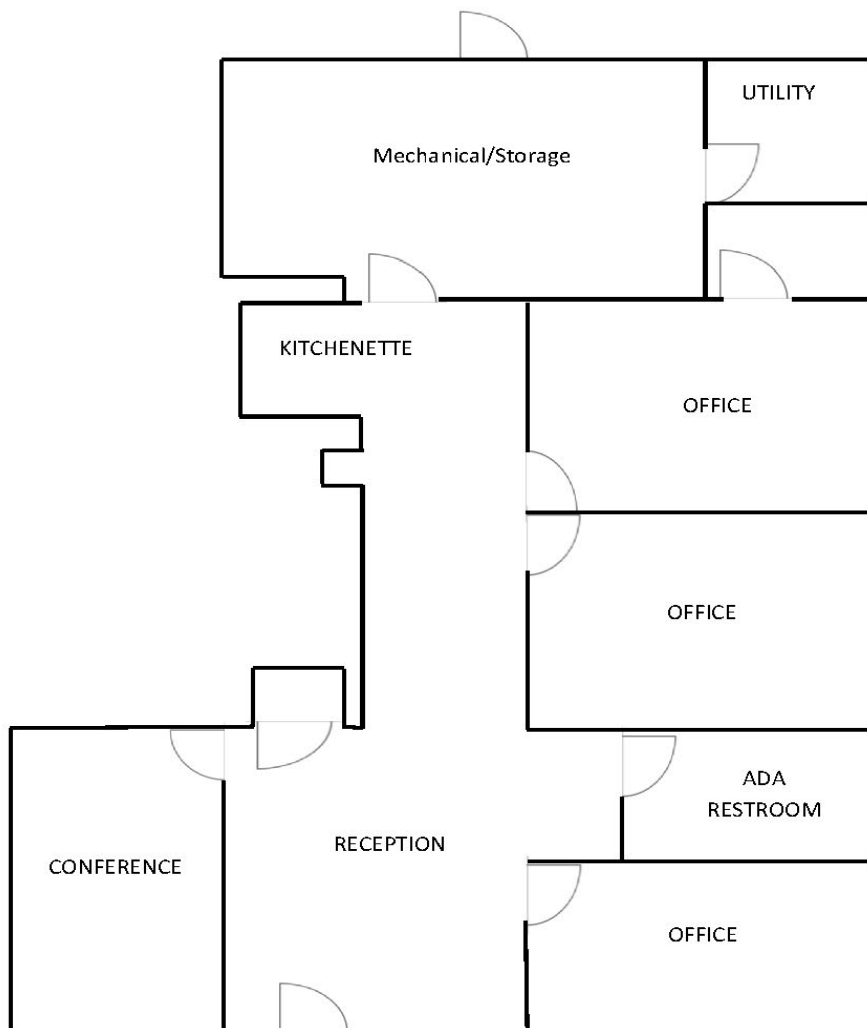 UTILITY
Mechanical/Storage
KITCHENETTE
OFFICE
OFFICE
ADA
RESTROOM
RECEPTION
CONFERENCE
OFFICE